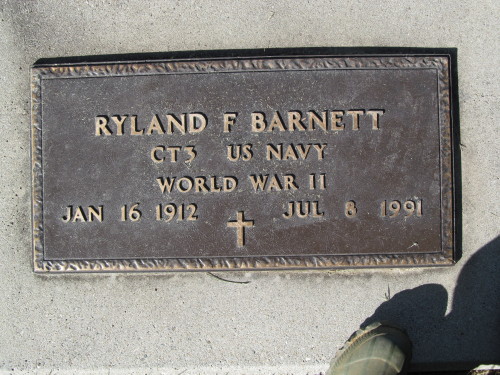 RYLAND F BARNETT
CT3 US NAVY
WORLD WAR II
JAN 16 1912 JUL 8 1991